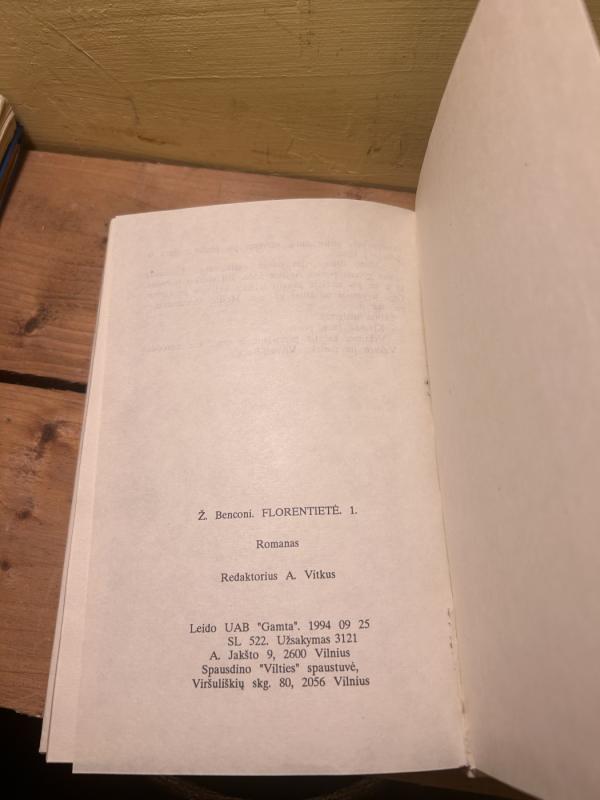 Ž. Benconi. FLORENTIETĖ. 1.
Romanas
Redaktorius A. Vitkus
Leido UAB "Gamta". 1994 09 25
SL 522. Užsakymas 3121
A. Jakšto 9, 2600 Vilnius
Spausdino "Vilties" spaustuvė,
Viršuliškių skg. 80, 2056 Vilnius